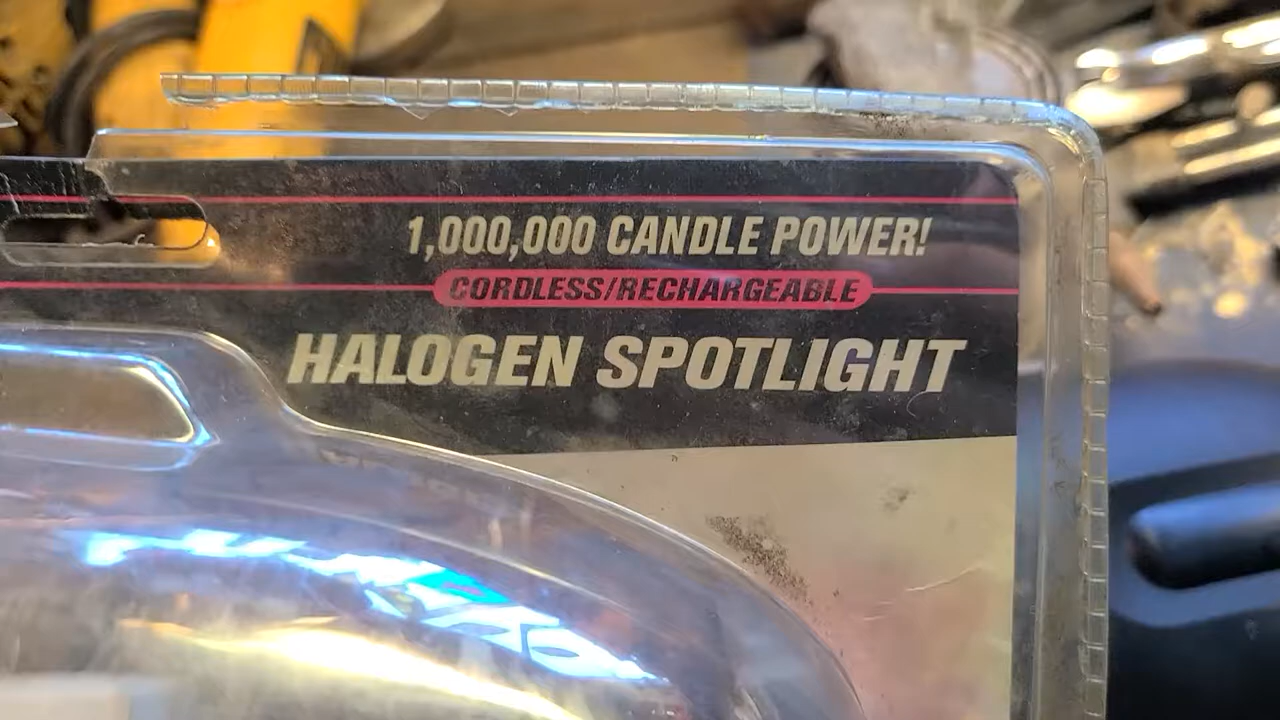 1,000,000 CANDLE POWER!
CORDLESS/RECHARGEABLE
HALOGEN SPOTLIGHT